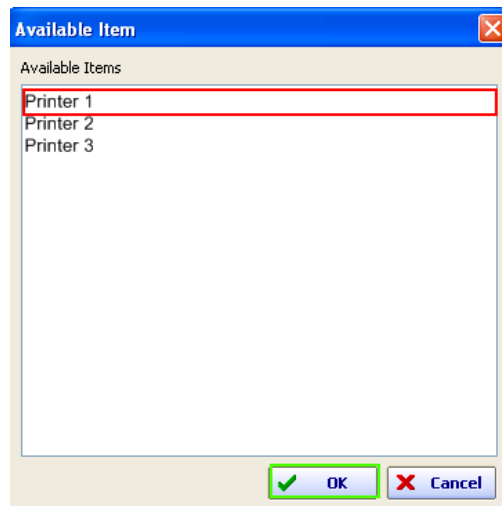 Available Item
Available Items
Printer 1
Printer 2
Printer 3
OK
Cancel